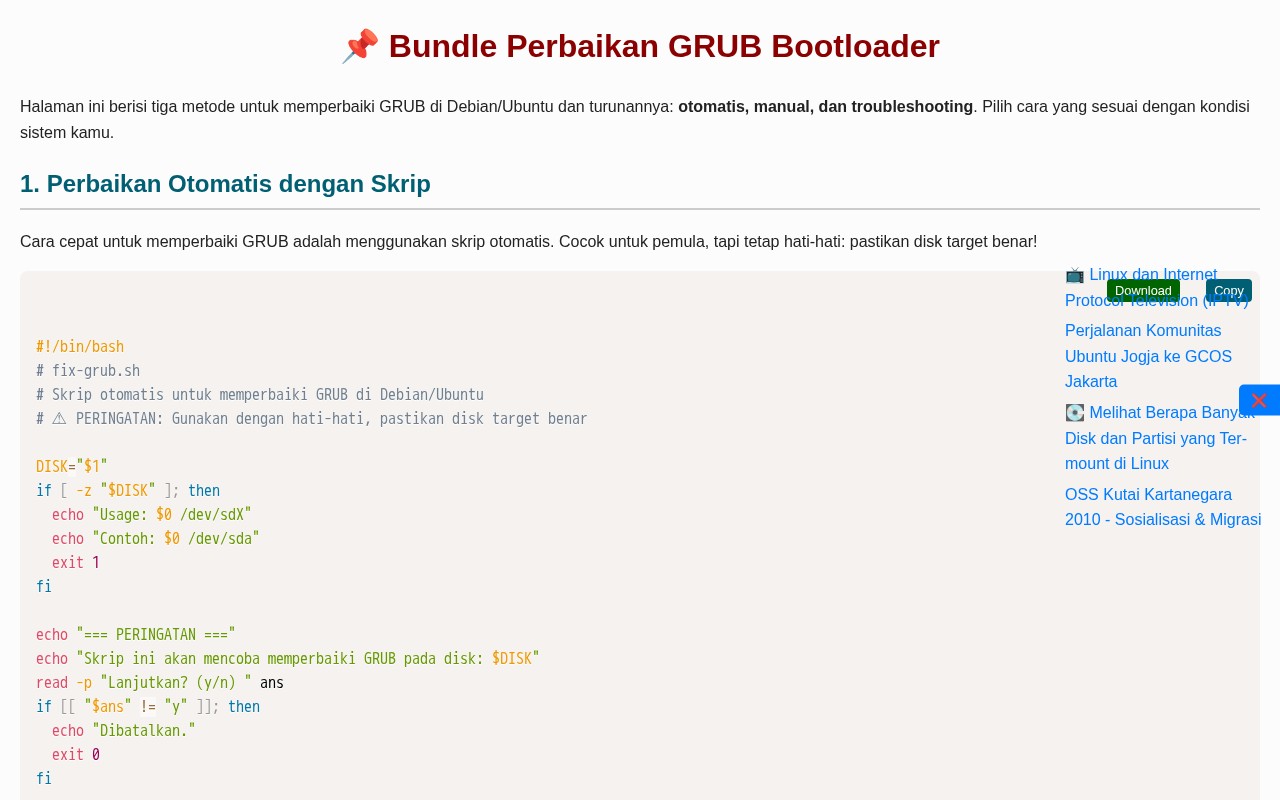 📌 Bundle Perbaikan GRUB Bootloader
Halaman ini berisi tiga metode untuk memperbaiki GRUB di Debian/Ubuntu dan turunannya: otomatis, manual, dan troubleshooting. Pilih cara yang sesuai dengan kondisi
sistem kamu.
1. Perbaikan Otomatis dengan Skrip
Cara cepat untuk memperbaiki GRUB adalah menggunakan skrip otomatis. Cocok untuk pemula, tapi tetap hati-hati: pastikan disk target benar!
Download
Copy
#!/bin/bash
# fix-grub.sh
# Skrip otomatis untuk memperbaiki GRUB di Debian/Ubuntu
# ⚠ PERINGATAN: Gunakan dengan hati-hati, pastikan disk target benar
DISK="$1"
if [ -z "$DISK" ]; then
  echo "Usage: $0 /dev/sdX"
  echo "Contoh: $0 /dev/sda"
  exit 1
fi
echo "=== PERINGATAN ==="
echo "Skrip ini akan mencoba memperbaiki GRUB pada disk: $DISK"
read -p "Lanjutkan? (y/n) " ans
if [[ "$ans" != "y" ]]; then
  echo "Dibatalkan."
  exit 0
fi
📺 Linux dan Internet
Protocol Television (IPTV)
Perjalanan Komunitas
Ubuntu Jogja ke GCOS
Jakarta
💽 Melihat Berapa Banyak
Disk dan Partisi yang Ter-
mount di Linux
OSS Kutai Kartanegara
2010 - Sosialisasi & Migrasi
❌